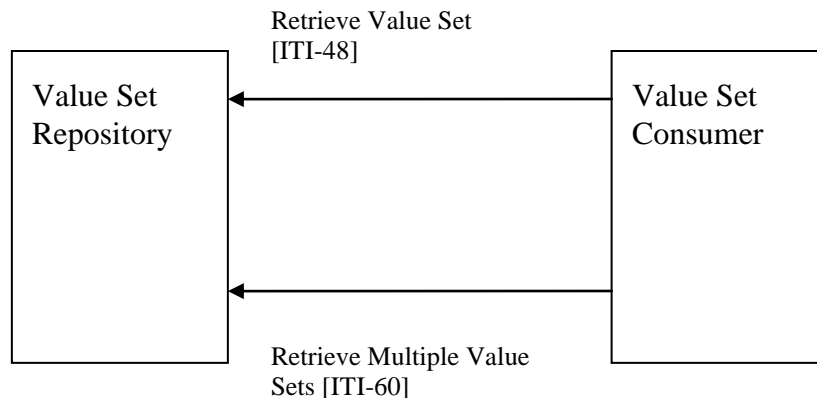 Retrieve Value Set
[ITI-48]
Value Set
Repository
Value Set
Consumer
Retrieve Multiple Value
Sets [ITI-60]